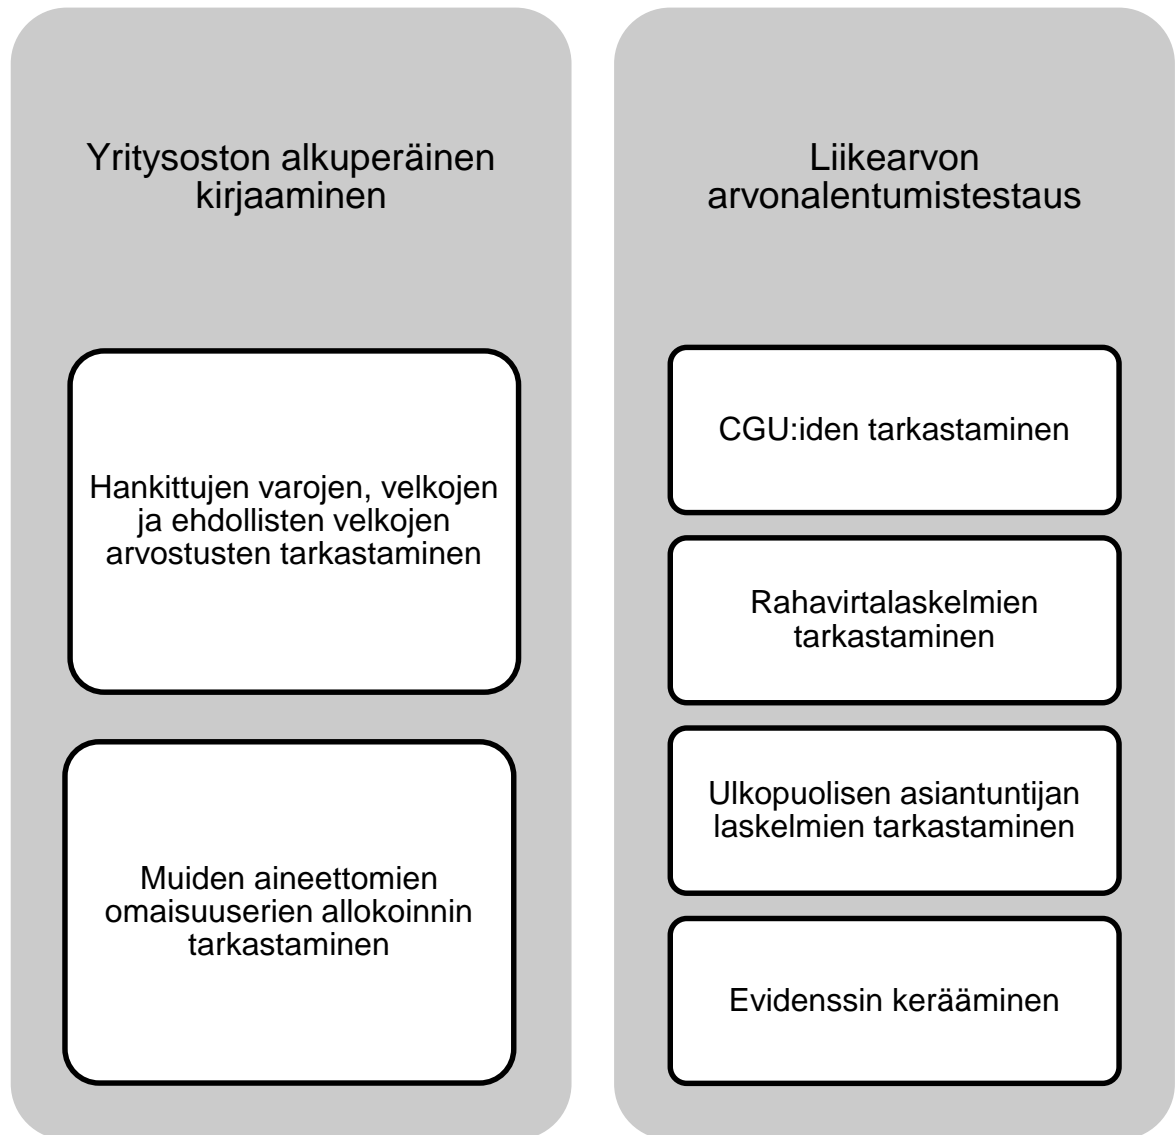 Yritysoston alkuperäinen
kirjaaminen
Hankittujen varojen, velkojen
ja ehdollisten velkojen
arvostusten tarkastaminen
Muiden aineettomien
omaisuuserien allokoinnin
tarkastaminen
Liikearvon
arvonalentumistestaus
CGU:iden tarkastaminen
Rahavirtalaskelmien
tarkastaminen
Ulkopuolisen asiantuntijan
laskelmien tarkastaminen
Evidenssin kerääminen